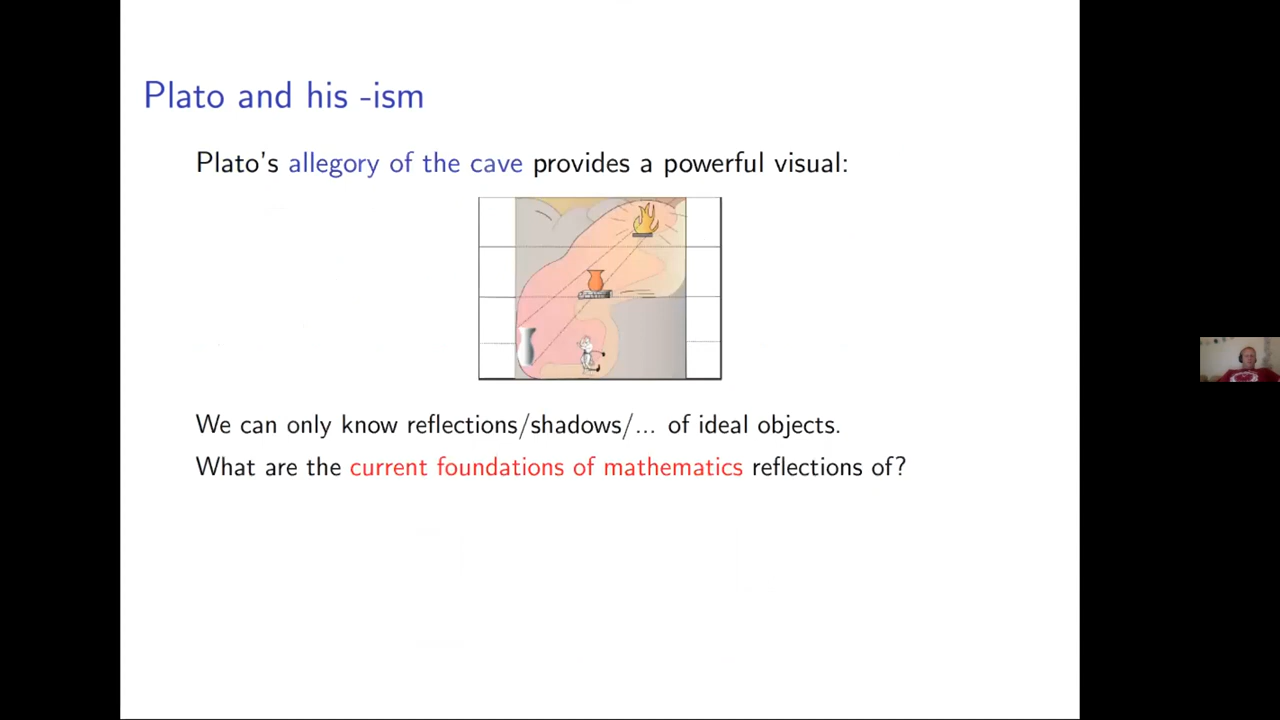 Plato and his -ism
Plato's allegory of the cave provides a powerful visual:
We can only know reflections/shadows/... of ideal objects.
What are the current foundations of mathematics reflections of?